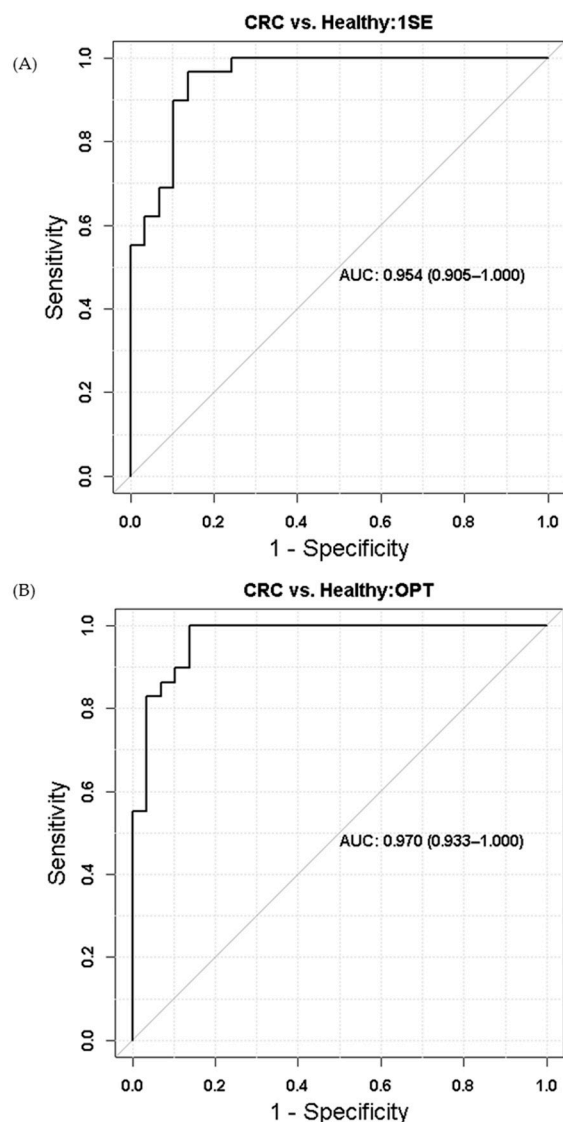 (A)
CRC vs. Healthy:1SE
Sensitivity
1.0
0.8
0.6
0.4
0.2
0.0
AUC: 0.954 (0.905–1.000)
0.0 0.2 0.4 0.6 0.8 1.0
1 - Specificity
(B)
CRC vs. Healthy:OPT
Sensitivity
1.0
0.8
0.6
0.4
0.2
0.0
AUC: 0.970 (0.933–1.000)
0.0 0.2 0.4 0.6 0.8 1.0
1 - Specificity